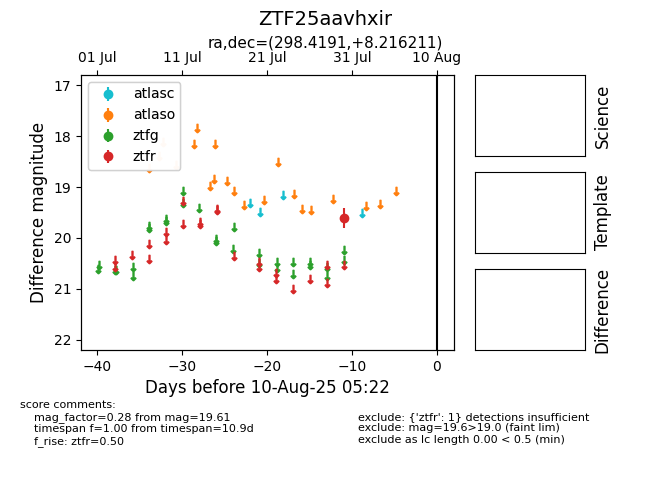 ZTF25aavhxir
ra,dec=(298.4191,+8.216211)
01 Jul 11 Jul 21 Jul 31 Jul 10 Aug
atlasc
atlaso
ztfg
ztfr
17
18
19
20
21
22
Difference magnitude
−40 −30 −20 −10 0
Days before 10-Aug-25 05:22
Science
Template
Difference
score comments:
mag_factor=0.28 from mag=19.61
timespan f=1.00 from timespan=10.9d
f_rise: ztfr=0.50
exclude: {'ztfr': 1} detections insufficient
exclude: mag=19.6>19.0 (faint lim)
exclude as lc length 0.00 < 0.5 (min)